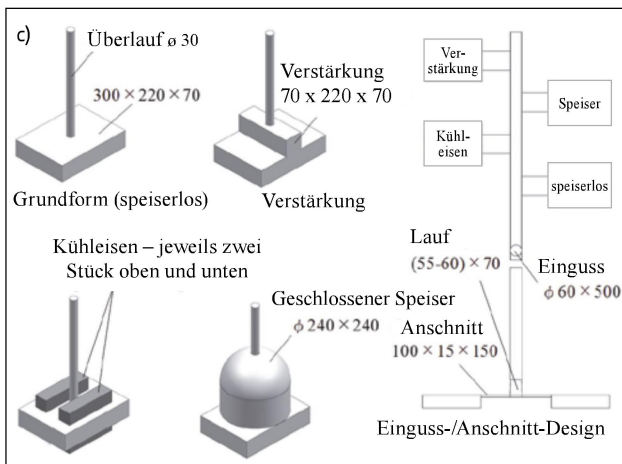 c)
Überlauf ø 30
300 × 220 × 70
Grundform (speiserlos)
Verstärkung
70 x 220 x 70
Verstärkung
Kühleisen – jeweils zwei
Stück oben und unten
Geschlossener Speiser
ϕ 240 × 240
Ver-
stärkung
Speiser
Kühl-
eisen
speiserlos
Lauf
(55-60) × 70
Einguss
ϕ 60 × 500
Anschnitt
100 × 15 × 150
Einguss-/Anschnitt-Design